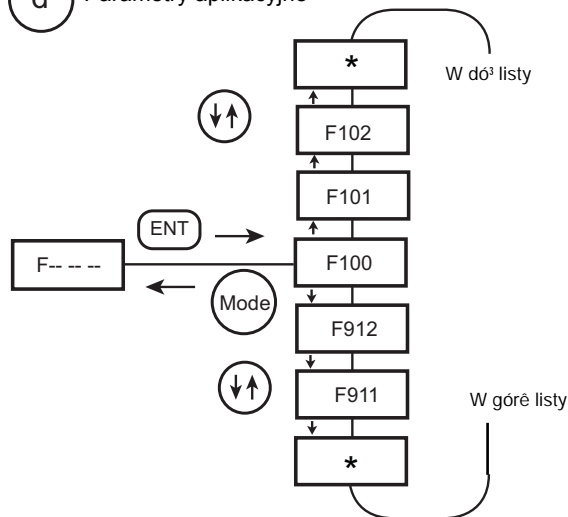 d Parametry aplikacyjne
*
W dó³ listy
F102
F101
ENT
F-- -- --
F100
Mode
F912
F911
W górê listy
*